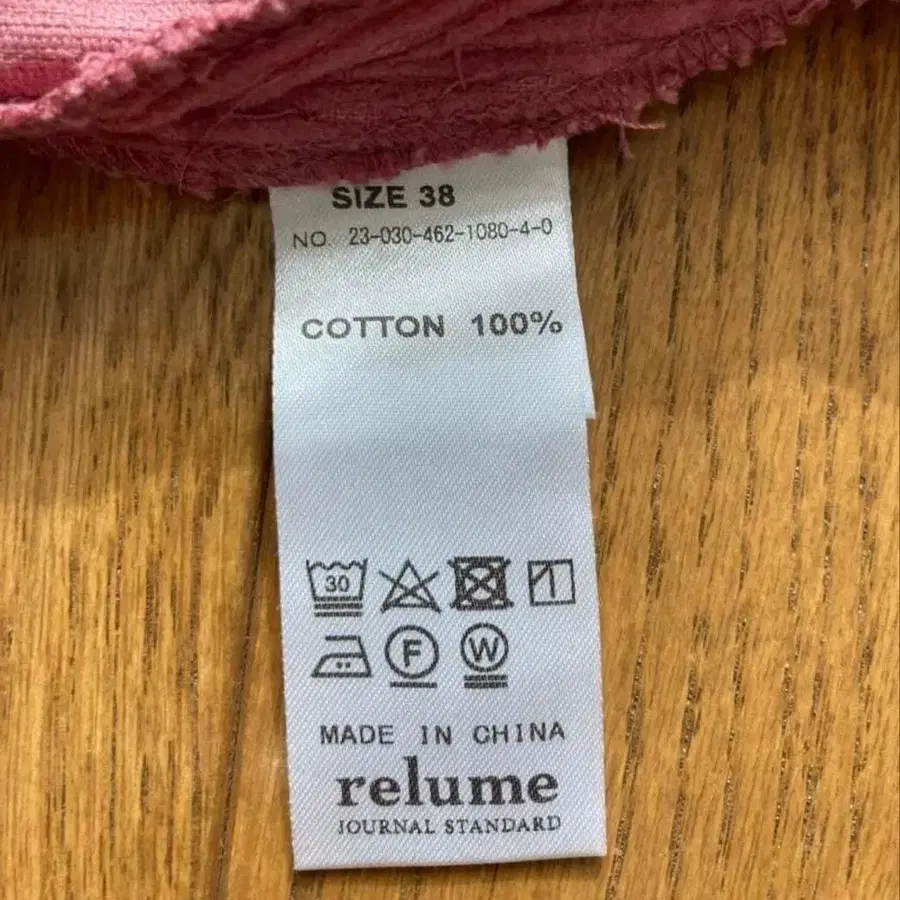 SIZE 38
NO. 23-030-462-1080-4-0
COTTON 100%
30
F W
MADE IN CHINA
relume
JOURNAL STANDARD